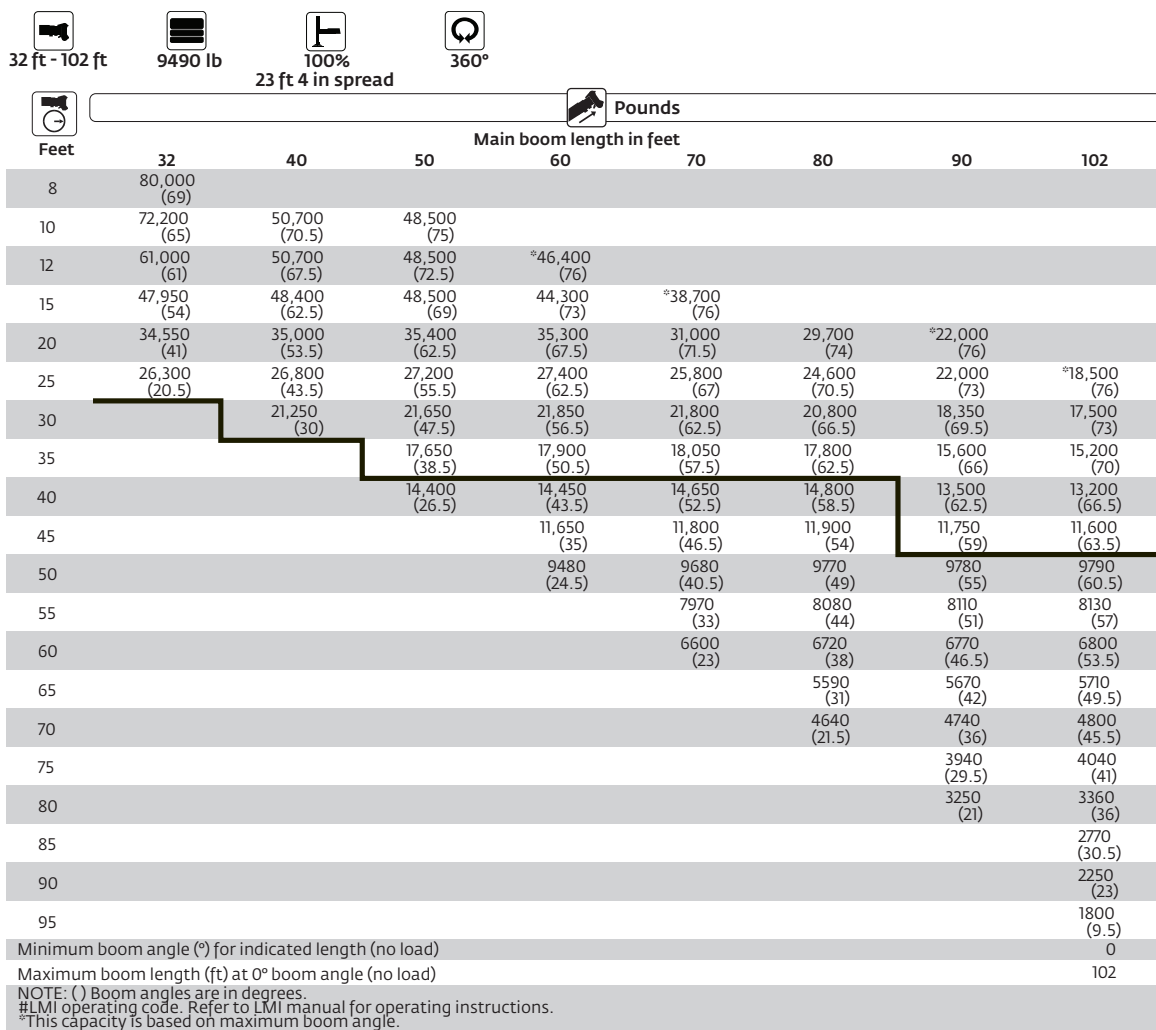 32 ft - 102 ft 9490 lb 100% 360°
23 ft 4 in spread
Pounds
Feet Main boom length in feet
32 40 50 60 70 80 90 102
8 80,000 (69)
10 72,200 (65) 50,700 (70.5) 48,500 (75)
12 61,000 (61) 50,700 (67.5) 48,500 (72.5) *46,400 (76)
15 47,950 (54) 48,400 (62.5) 48,500 (69) 44,300 (73) *38,700 (76)
20 34,550 (41) 35,000 (53.5) 35,400 (62.5) 35,300 (67.5) 31,000 (71.5) 29,700 (74) *22,000 (76)
25 26,300 (20.5) 26,800 (43.5) 27,200 (55.5) 27,400 (62.5) 25,800 (67) 24,600 (70.5) 22,000 (73) *18,500 (76)
30 21,250 (30) 21,650 (47.5) 21,850 (56.5) 21,800 (62.5) 20,800 (66.5) 18,350 (69.5) 17,500 (73)
35 17,650 (38.5) 17,900 (50.5) 18,050 (57.5) 17,800 (62.5) 15,600 (66) 15,200 (70)
40 14,400 (26.5) 14,450 (43.5) 14,650 (52.5) 14,800 (58.5) 13,500 (62.5) 13,200 (66.5)
45 11,650 (35) 11,800 (46.5) 11,900 (54) 11,750 (59) 11,600 (63.5)
50 9480 (24.5) 9680 (40.5) 9770 (49) 9780 (55) 9790 (60.5)
55 7970 (33) 8080 (44) 8110 (51) 8130 (57)
60 6600 (23) 6720 (38) 6770 (46.5) 6800 (53.5)
65 5590 (31) 5670 (42) 5710 (49.5)
70 4640 (21.5) 4740 (36) 4800 (45.5)
75 3940 (29.5) 4040 (41)
80 3250 (21) 3360 (36)
85 2770 (30.5)
90 2250 (23)
95 1800 (9.5)
Minimum boom angle (°) for indicated length (no load) 0
Maximum boom length (ft) at 0° boom angle (no load) 102
NOTE: ( ) Boom angles are in degrees.
#LMI operating code. Refer to LMI manual for operating instructions.
*This capacity is based on maximum boom angle.